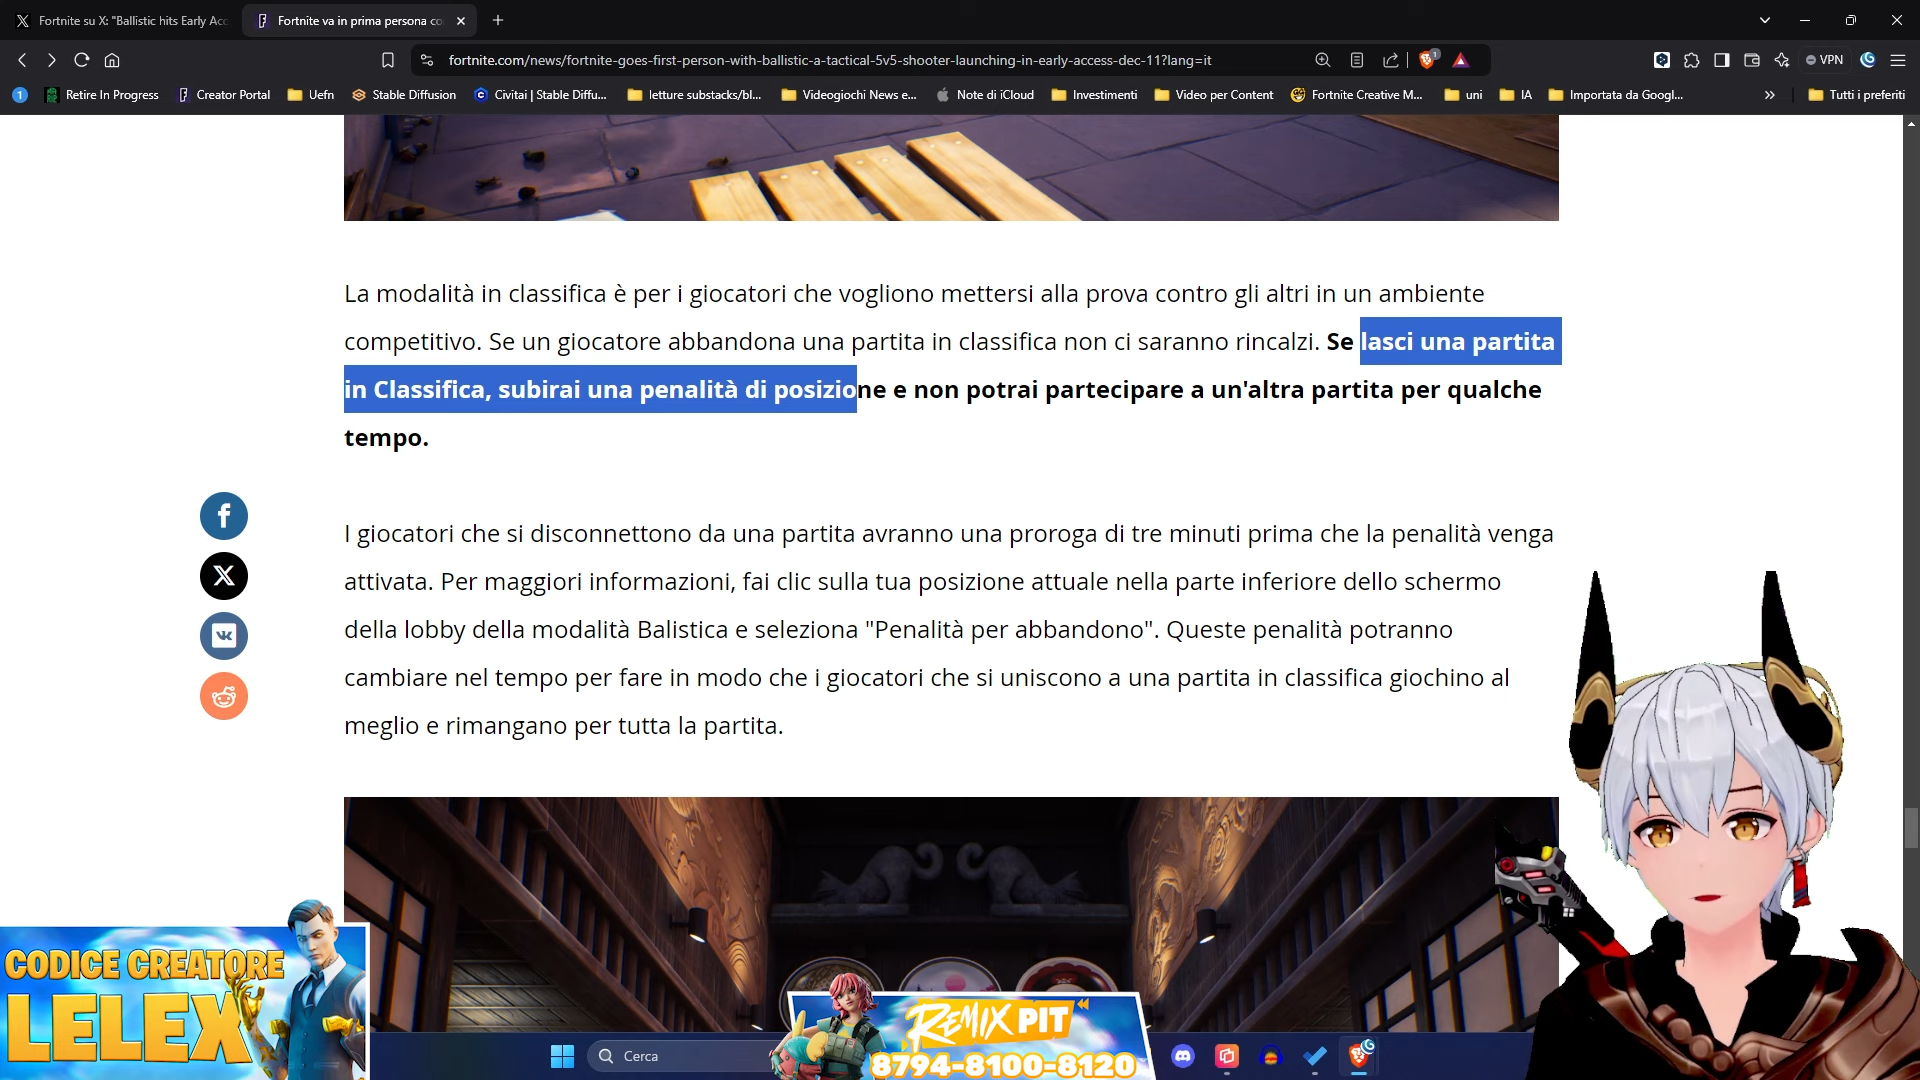 Fortnite su X: "Ballistic hits Early Acc
Fortnite va in prima persona co
fortnite.com/news/fortnite-goes-first-person-with-ballistic-a-tactical-5v5-shooter-launching-in-early-access-dec-11?lang=it
1
VPN
1
Retire In Progress
Creator Portal
Uefn
Stable Diffusion
Civitai | Stable Diffu...
letture substacks/bl...
Videogiochi News e...
Note di iCloud
Investimenti
Video per Content
Fortnite Creative M...
uni
IA
Importata da Googl...
Tutti i preferiti
La modalità in classifica è per i giocatori che vogliono mettersi alla prova contro gli altri in un ambiente
competitivo. Se un giocatore abbandona una partita in classifica non ci saranno rincalzi. Se lasci una partita
in Classifica, subirai una penalità di posizione e non potrai partecipare a un'altra partita per qualche
tempo.
I giocatori che si disconnettono da una partita avranno una proroga di tre minuti prima che la penalità venga
attivata. Per maggiori informazioni, fai clic sulla tua posizione attuale nella parte inferiore dello schermo
della lobby della modalità Balistica e seleziona "Penalità per abbandono". Queste penalità potranno
cambiare nel tempo per fare in modo che i giocatori che si uniscono a una partita in classifica giochino al
meglio e rimangano per tutta la partita.
CODICE CREATORE
LELEX
REMIX PIT
8794-8100-8120
Cerca